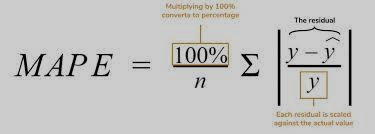 Multiplying by 100%
converts to percentage
The residual
MAPE = 100% / n Σ | y − ŷ / y |
Each residual is scaled
against the actual value